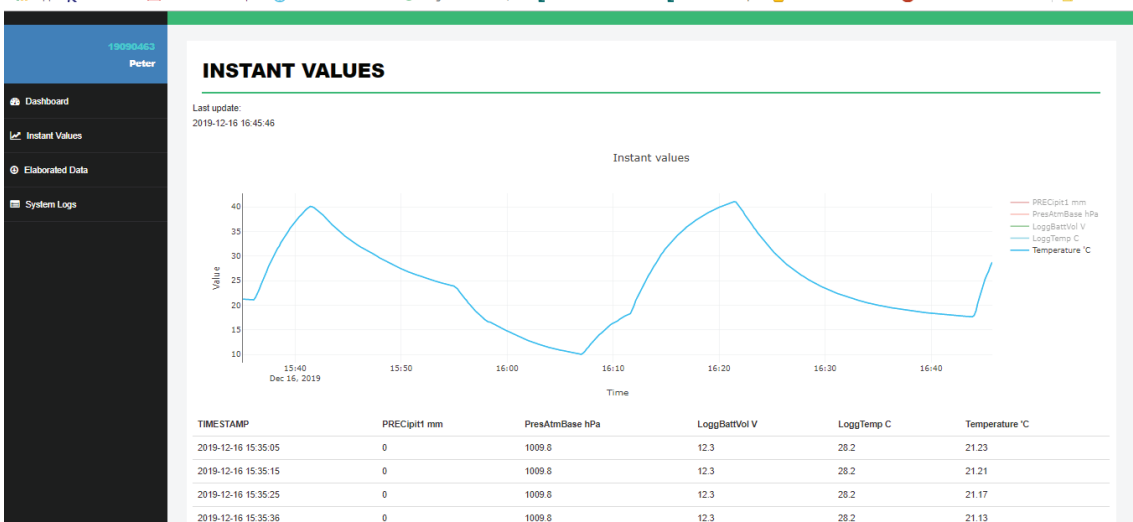 19090463
Peter
Dashboard
Instant Values
Elaborated Data
System Logs
INSTANT VALUES
Last update:
2019-12-16 16:45:46
Instant values
40
35
30
25
20
15
10
Value
15:40
Dec 16, 2019
15:50
16:00
16:10
16:20
16:30
16:40
Time
PRECipit1 mm
PresAtmBase hPa
LoggBattVol V
LoggTemp C
Temperature °C
TIMESTAMP PRECipit1 mm PresAtmBase hPa LoggBattVol V LoggTemp C Temperature °C
2019-12-16 15:35:05 0 1009.8 12.3 28.2 21.23
2019-12-16 15:35:15 0 1009.8 12.3 28.2 21.21
2019-12-16 15:35:25 0 1009.8 12.3 28.2 21.17
2019-12-16 15:35:36 0 1009.8 12.3 28.2 21.13